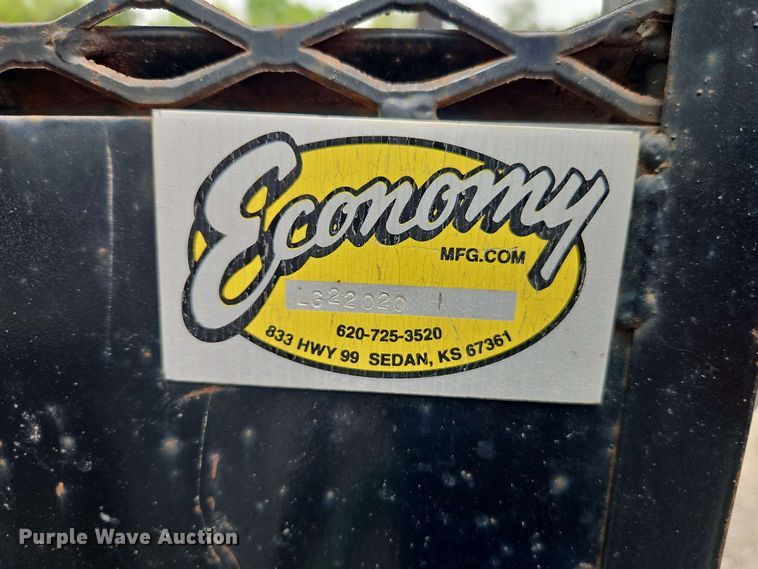 Economy
MFG.COM
LG22020
620-725-3520
833 HWY 99 SEDAN, KS 67361
Purple Wave Auction